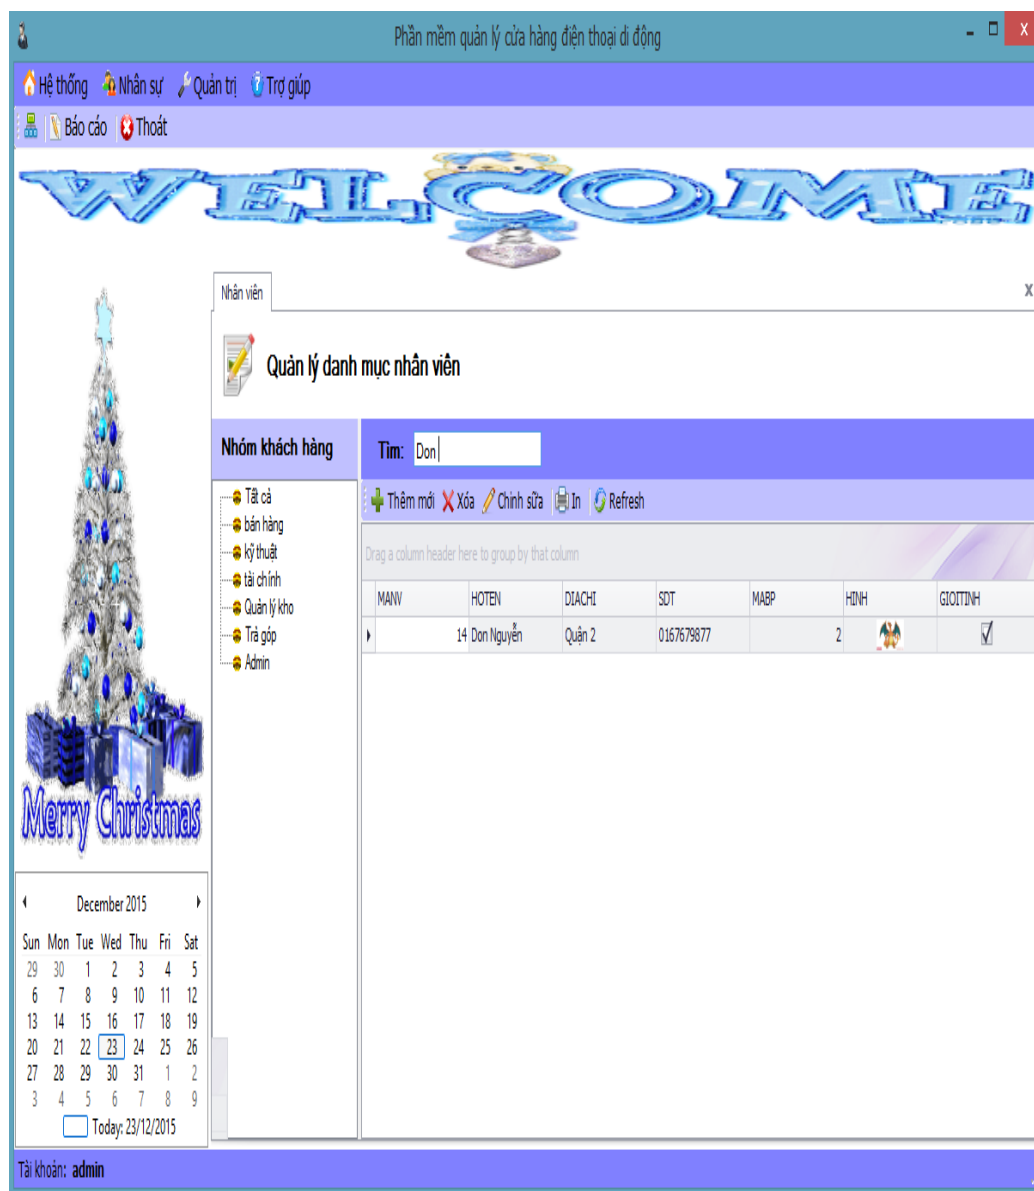 Phần mềm quản lý cửa hàng điện thoại di động
Hệ thống Nhân sự Quản trị Trợ giúp
Báo cáo Thoát
WELCOME
Nhân viên
Quản lý danh mục nhân viên
Nhóm khách hàng
Tìm: Don
Tất cả
bán hàng
kỹ thuật
tài chính
Quản lý kho
Trả góp
Admin
Thêm mới Xóa Chỉnh sữa In Refresh
Drag a column header here to group by that column
MANV HOTEN DIACHI SDT MABP HINH GIOITINH
14 Don Nguyễn Quận 2 0167679877 2
Merry Christmas
December 2015
Sun Mon Tue Wed Thu Fri Sat
29 30 1 2 3 4 5
6 7 8 9 10 11 12
13 14 15 16 17 18 19
20 21 22 23 24 25 26
27 28 29 30 31 1 2
3 4 5 6 7 8 9
Today: 23/12/2015
Tài khoản: admin